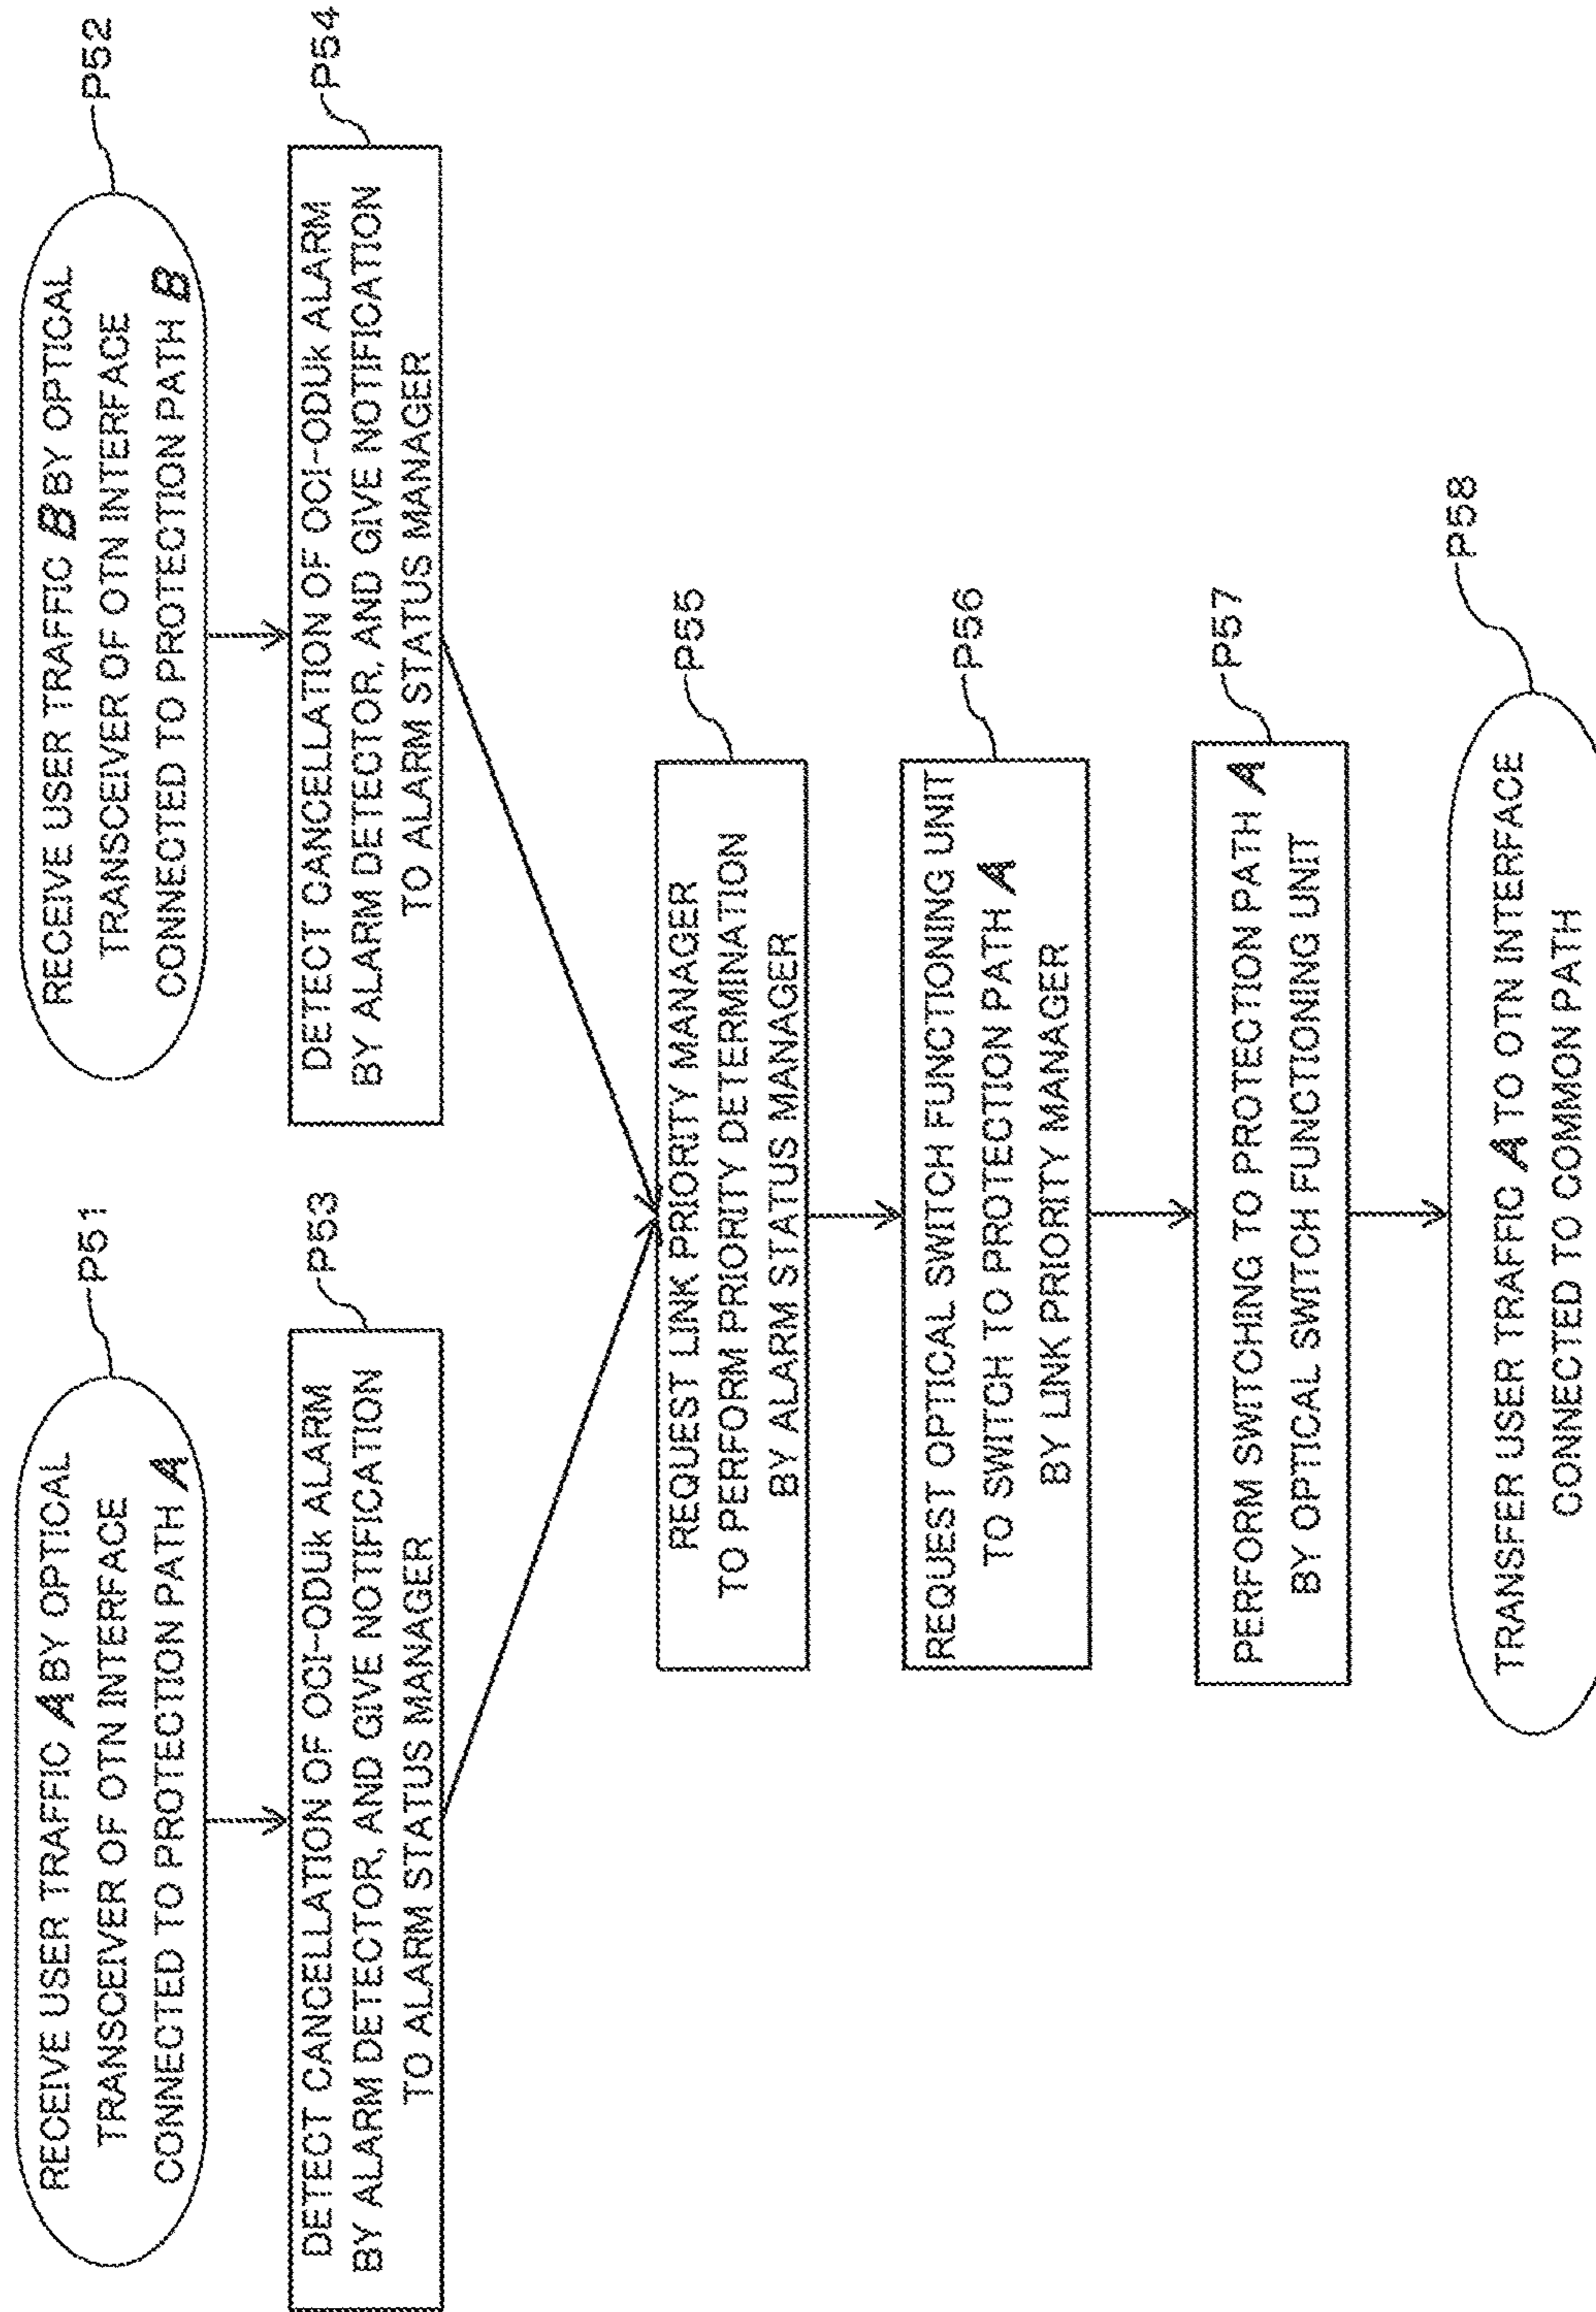 P51
RECEIVE USER TRAFFIC A BY OPTICAL
TRANSCEIVER OF OTN INTERFACE
CONNECTED TO PROTECTION PATH A
P52
RECEIVE USER TRAFFIC B BY OPTICAL
TRANSCEIVER OF OTN INTERFACE
CONNECTED TO PROTECTION PATH B
P53
DETECT CANCELLATION OF OCI-ODUk ALARM
BY ALARM DETECTOR, AND GIVE NOTIFICATION
TO ALARM STATUS MANAGER
P54
DETECT CANCELLATION OF OCI-ODUk ALARM
BY ALARM DETECTOR, AND GIVE NOTIFICATION
TO ALARM STATUS MANAGER
P55
REQUEST LINK PRIORITY MANAGER
TO PERFORM PRIORITY DETERMINATION
BY ALARM STATUS MANAGER
P56
REQUEST OPTICAL SWITCH FUNCTIONING UNIT
TO SWITCH TO PROTECTION PATH A
BY LINK PRIORITY MANAGER
P57
PERFORM SWITCHING TO PROTECTION PATH A
BY OPTICAL SWITCH FUNCTIONING UNIT
P58
TRANSFER USER TRAFFIC A TO OTN INTERFACE
CONNECTED TO COMMON PATH